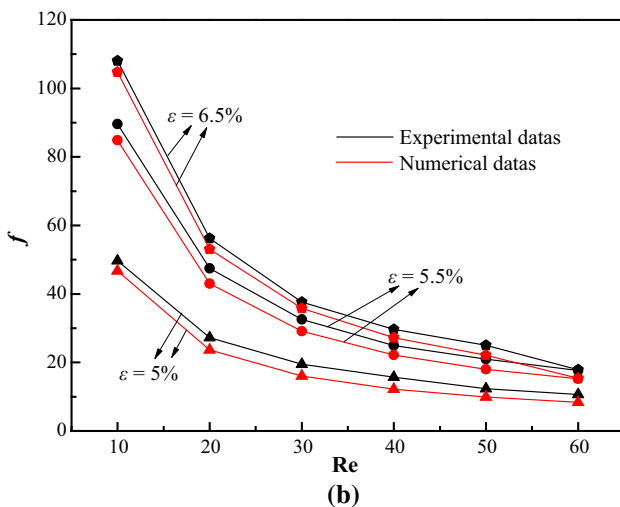 120
100
80
60
40
20
0
f
ε = 6.5%
Experimental datas
Numerical datas
ε = 5.5%
ε = 5%
10 20 30 40 50 60
Re
(b)